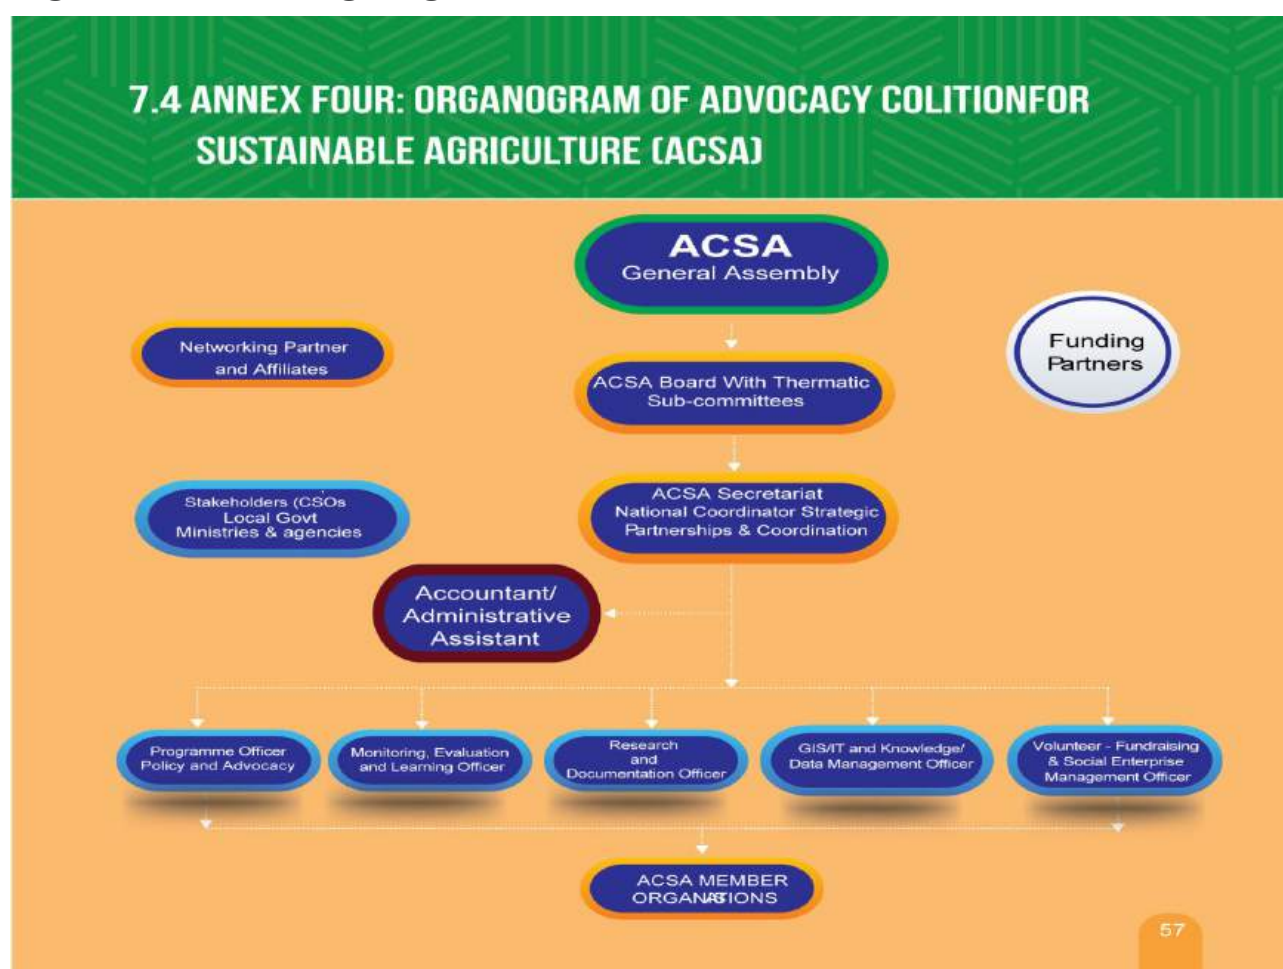 7.4 ANNEX FOUR: ORGANOGRAM OF ADVOCACY COLITIONFOR
SUSTAINABLE AGRICULTURE (ACSA)
ACSA
General Assembly
Networking Partner
and Affiliates
Funding
Partners
ACSA Board With Thermatic
Sub-committees
Stakeholders (CSOs
Local Govt
Ministries & agencies
ACSA Secretariat
National Coordinator Strategic
Partnerships & Coordination
Accountant/
Administrative
Assistant
Programme Officer
Policy and Advocacy
Monitoring, Evaluation
and Learning Officer
Research
and
Documentation Officer
GIS/IT and Knowledge/
Data Management Officer
Volunteer - Fundraising
& Social Enterprise
Management Officer
ACSA MEMBER
ORGANISATIONS
57